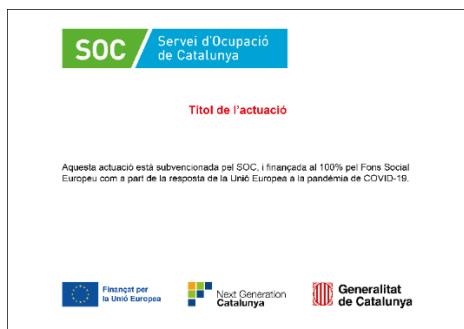 SOC Servei d'Ocupació
de Catalunya
Títol de l'actuació
Aquesta actuació està subvencionada pel SOC, i finançada al 100% pel Fons Social
Europeu com a part de la resposta de la Unió Europea a la pandèmia de COVID-19.
Finançat per
la Unió Europea
Next Generation
Catalunya
Generalitat
de Catalunya